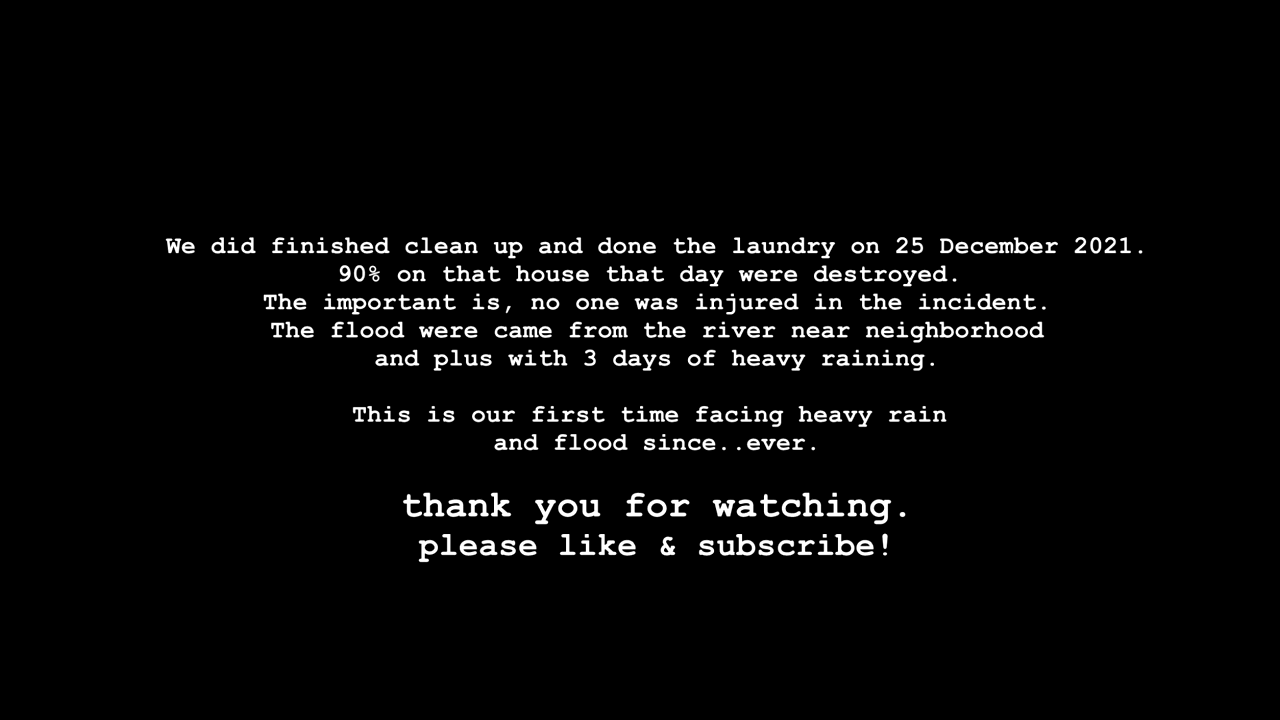 We did finished clean up and done the laundry on 25 December 2021.
90% on that house that day were destroyed.
The important is, no one was injured in the incident.
The flood were came from the river near neighborhood
and plus with 3 days of heavy raining.
This is our first time facing heavy rain
and flood since..ever.
thank you for watching.
please like & subscribe!